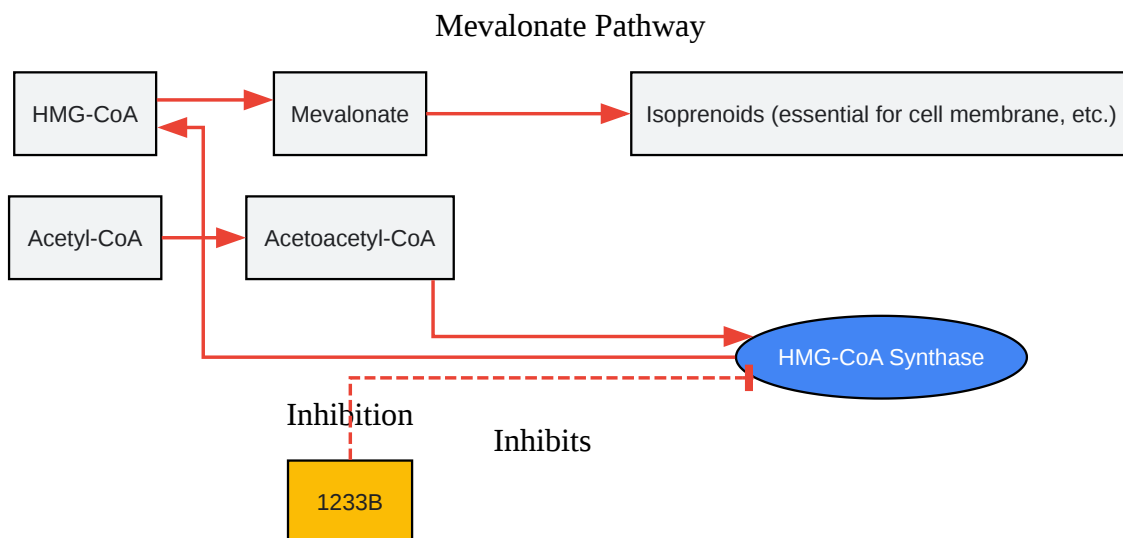 Mevalonate Pathway
HMG-CoA
Mevalonate
Isoprenoids (essential for cell membrane, etc.)
Acetyl-CoA
Acetoacetyl-CoA
HMG-CoA Synthase
Inhibition
Inhibits
1233B